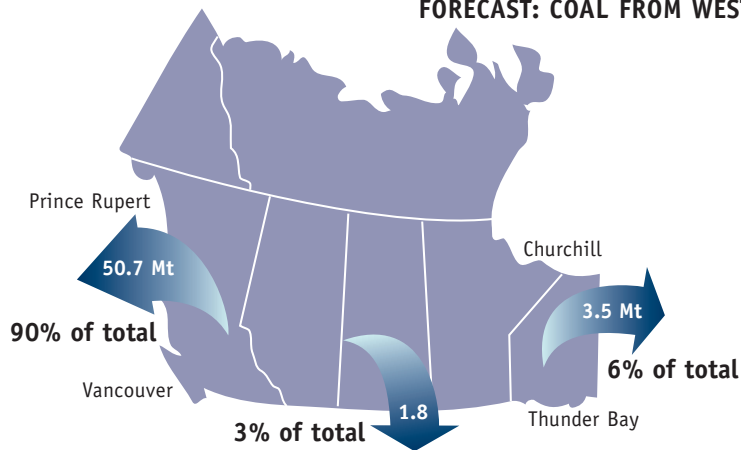 FORECAST: COAL FROM WEST
Prince Rupert
50.7 Mt
90% of total
Vancouver
Churchill
3.5 Mt
6% of total
Thunder Bay
1.8
3% of total